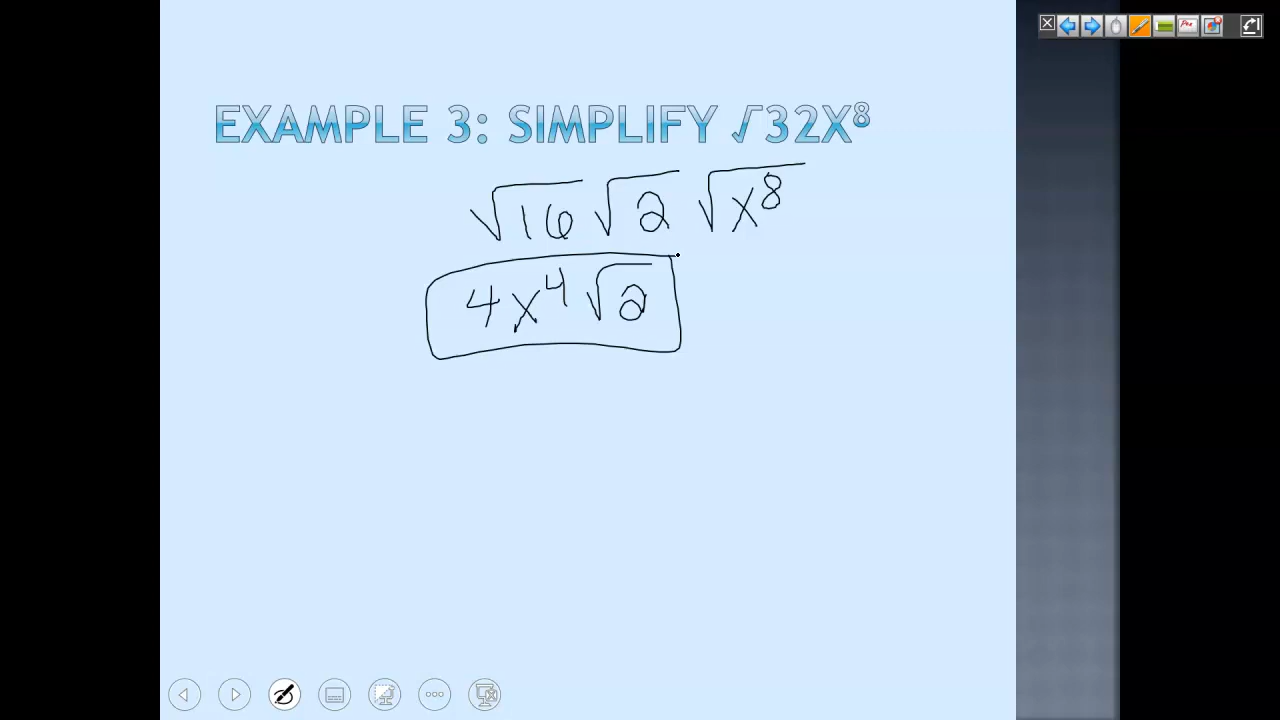 EXAMPLE 3: SIMPLIFY √32X⁸
√16 √2 √x⁸
4x⁴ √2